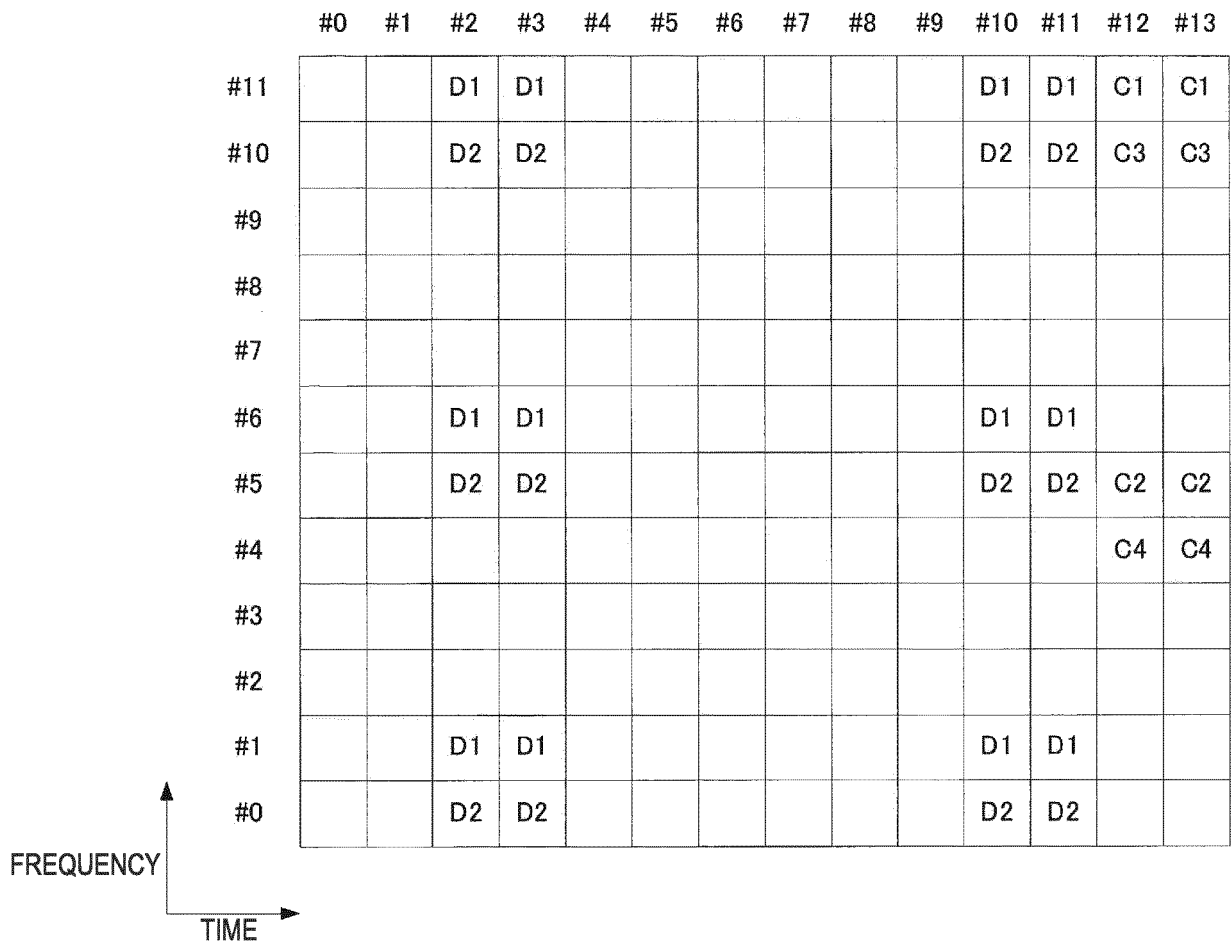 #0 #1 #2 #3 #4 #5 #6 #7 #8 #9 #10 #11 #12 #13
#11 D1 D1 D1 D1 C1 C1
#10 D2 D2 D2 D2 C3 C3
#9
#8
#7
#6 D1 D1 D1 D1
#5 D2 D2 D2 D2 C2 C2
#4 C4 C4
#3
#2
#1 D1 D1 D1 D1
#0 D2 D2 D2 D2
FREQUENCY
TIME